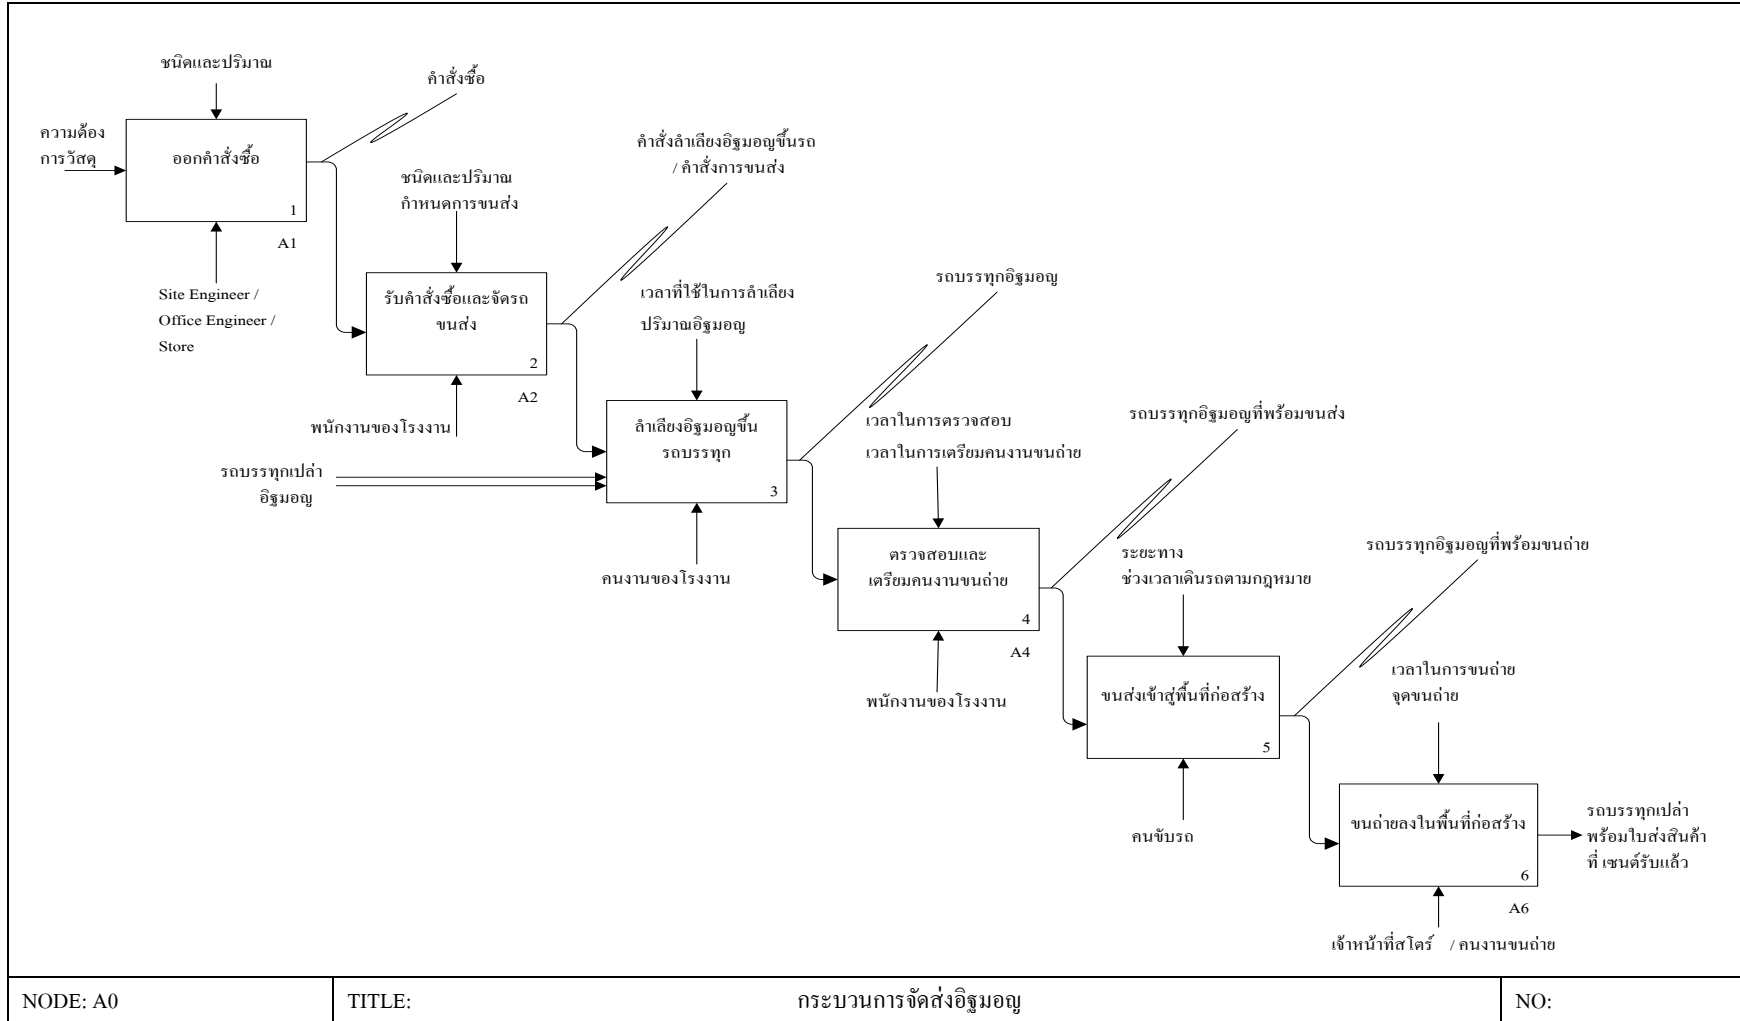 ชนิดและปริมาณ
คำสั่งซื้อ
ความต้อง
การวัสดุ
ออกคำสั่งซื้อ
1
A1
Site Engineer /
Office Engineer /
Store
คำสั่งลำเลียงอิฐมอญขึ้นรถ
/ คำสั่งการขนส่ง
ชนิดและปริมาณ
กำหนดการขนส่ง
รับคำสั่งซื้อและจัดรถ
ขนส่ง
2
A2
พนักงานของโรงงาน
รถบรรทุกอิฐมอญ
เวลาที่ใช้ในการลำเลียง
ปริมาณอิฐมอญ
ลำเลียงอิฐมอญขึ้น
รถบรรทุก
3
รถบรรทุกเปล่า
อิฐมอญ
คนงานของโรงงาน
รถบรรทุกอิฐมอญที่พร้อมขนส่ง
เวลาในการตรวจสอบ
เวลาในการเตรียมคนงานขนถ่าย
ตรวจสอบและ
เตรียมคนงานขนถ่าย
4
A4
พนักงานของโรงงาน
รถบรรทุกอิฐมอญที่พร้อมขนถ่าย
ระยะทาง
ช่วงเวลาเดินรถตามกฎหมาย
ขนส่งเข้าสู่พื้นที่ก่อสร้าง
5
คนขับรถ
เวลาในการขนถ่าย
จุดขนถ่าย
ขนถ่ายลงในพื้นที่ก่อสร้าง
6
A6
รถบรรทุกเปล่า
พร้อมใบส่งสินค้า
ที่ เซนต์รับแล้ว
เจ้าหน้าที่สโตร์ / คนงานขนถ่าย
NODE: A0
TITLE:
กระบวนการจัดส่งอิฐมอญ
NO: